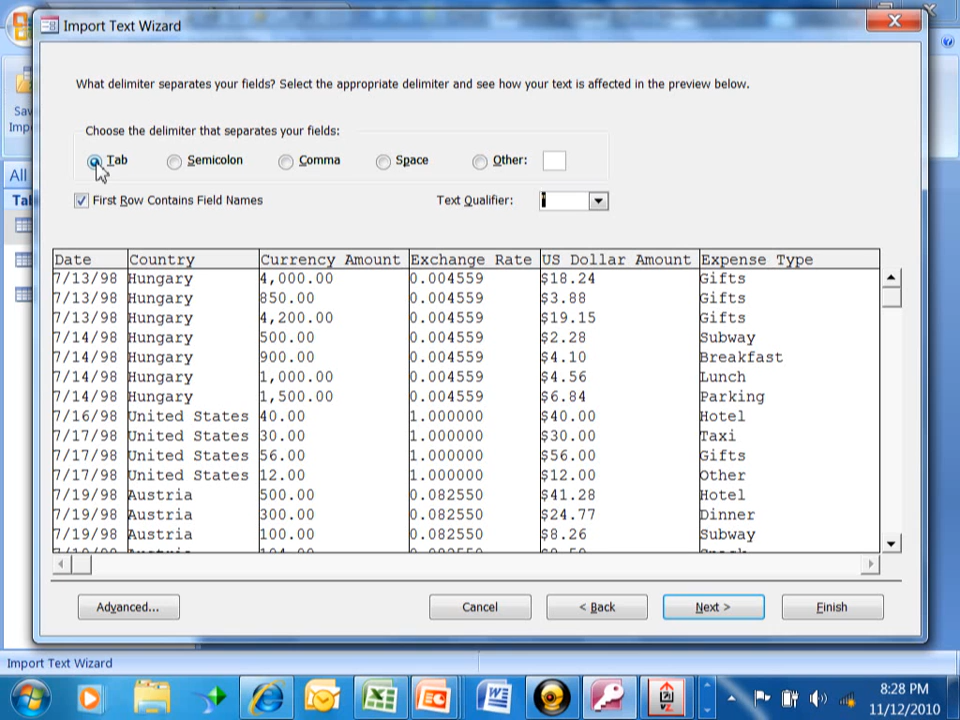 Import Text Wizard
What delimiter separates your fields? Select the appropriate delimiter and see how your text is affected in the preview below.
Choose the delimiter that separates your fields:
Tab Semicolon Comma Space Other:
First Row Contains Field Names Text Qualifier:
Date Country Currency Amount Exchange Rate US Dollar Amount Expense Type
7/13/98 Hungary 4,000.00 0.004559 $18.24 Gifts
7/13/98 Hungary 850.00 0.004559 $3.88 Gifts
7/13/98 Hungary 4,200.00 0.004559 $19.15 Gifts
7/14/98 Hungary 500.00 0.004559 $2.28 Subway
7/14/98 Hungary 900.00 0.004559 $4.10 Breakfast
7/14/98 Hungary 1,000.00 0.004559 $4.56 Lunch
7/14/98 Hungary 1,500.00 0.004559 $6.84 Parking
7/16/98 United States 40.00 1.000000 $40.00 Hotel
7/17/98 United States 30.00 1.000000 $30.00 Taxi
7/17/98 United States 56.00 1.000000 $56.00 Gifts
7/17/98 United States 12.00 1.000000 $12.00 Other
7/19/98 Austria 500.00 0.082550 $41.28 Hotel
7/19/98 Austria 300.00 0.082550 $24.77 Dinner
7/19/98 Austria 100.00 0.082550 $8.26 Subway
Advanced... Cancel < Back Next > Finish
Sav
Imp
All
Tab
Import Text Wizard
8:28 PM
11/12/2010